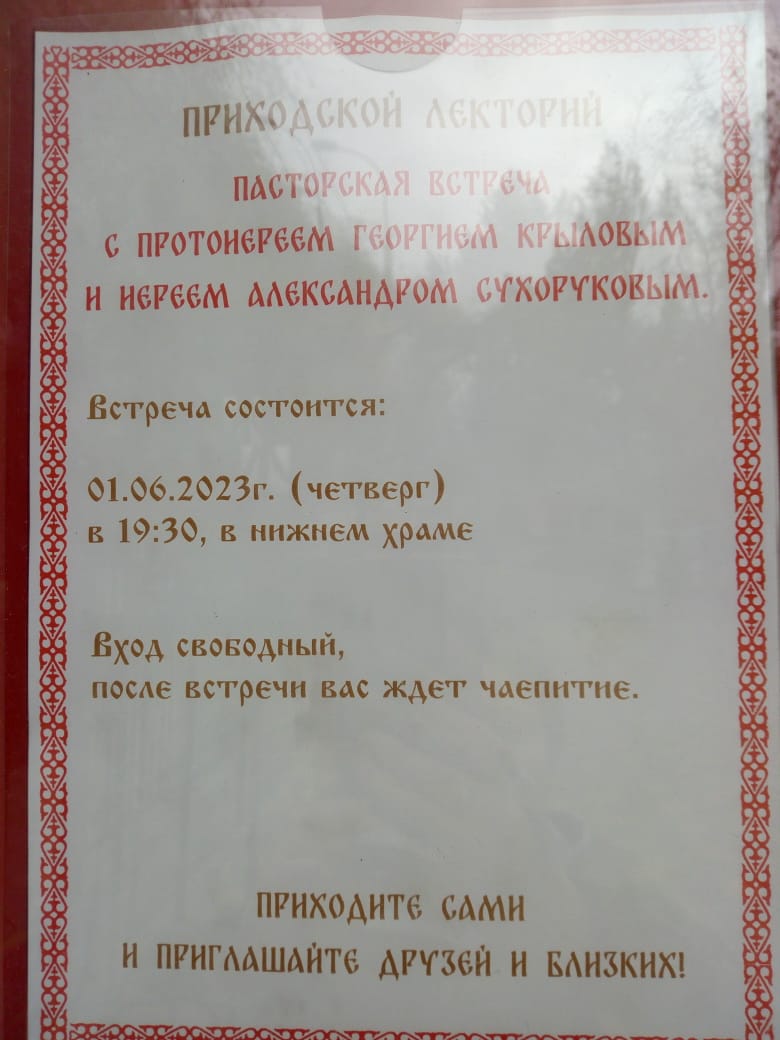 ПРИХОДСКОЙ ЛЕКТОРИЙ
ПАСТОРСКАЯ ВСТРЕЧА
С ПРОТОИЕРЕЕМ ГЕОРГИЕМ КРЫЛОВЫМ
И ИЕРЕЕМ АЛЕКСАНДРОМ СУХОРУКОВЫМ.
Встреча состоится:
01.06.2023г. (четверг)
в 19:30, в нижнем храме
Вход свободный,
после встречи вас ждет чаепитие.
ПРИХОДИТЕ САМИ
И ПРИГЛАШАЙТЕ ДРУЗЕЙ И БЛИЗКИХ!